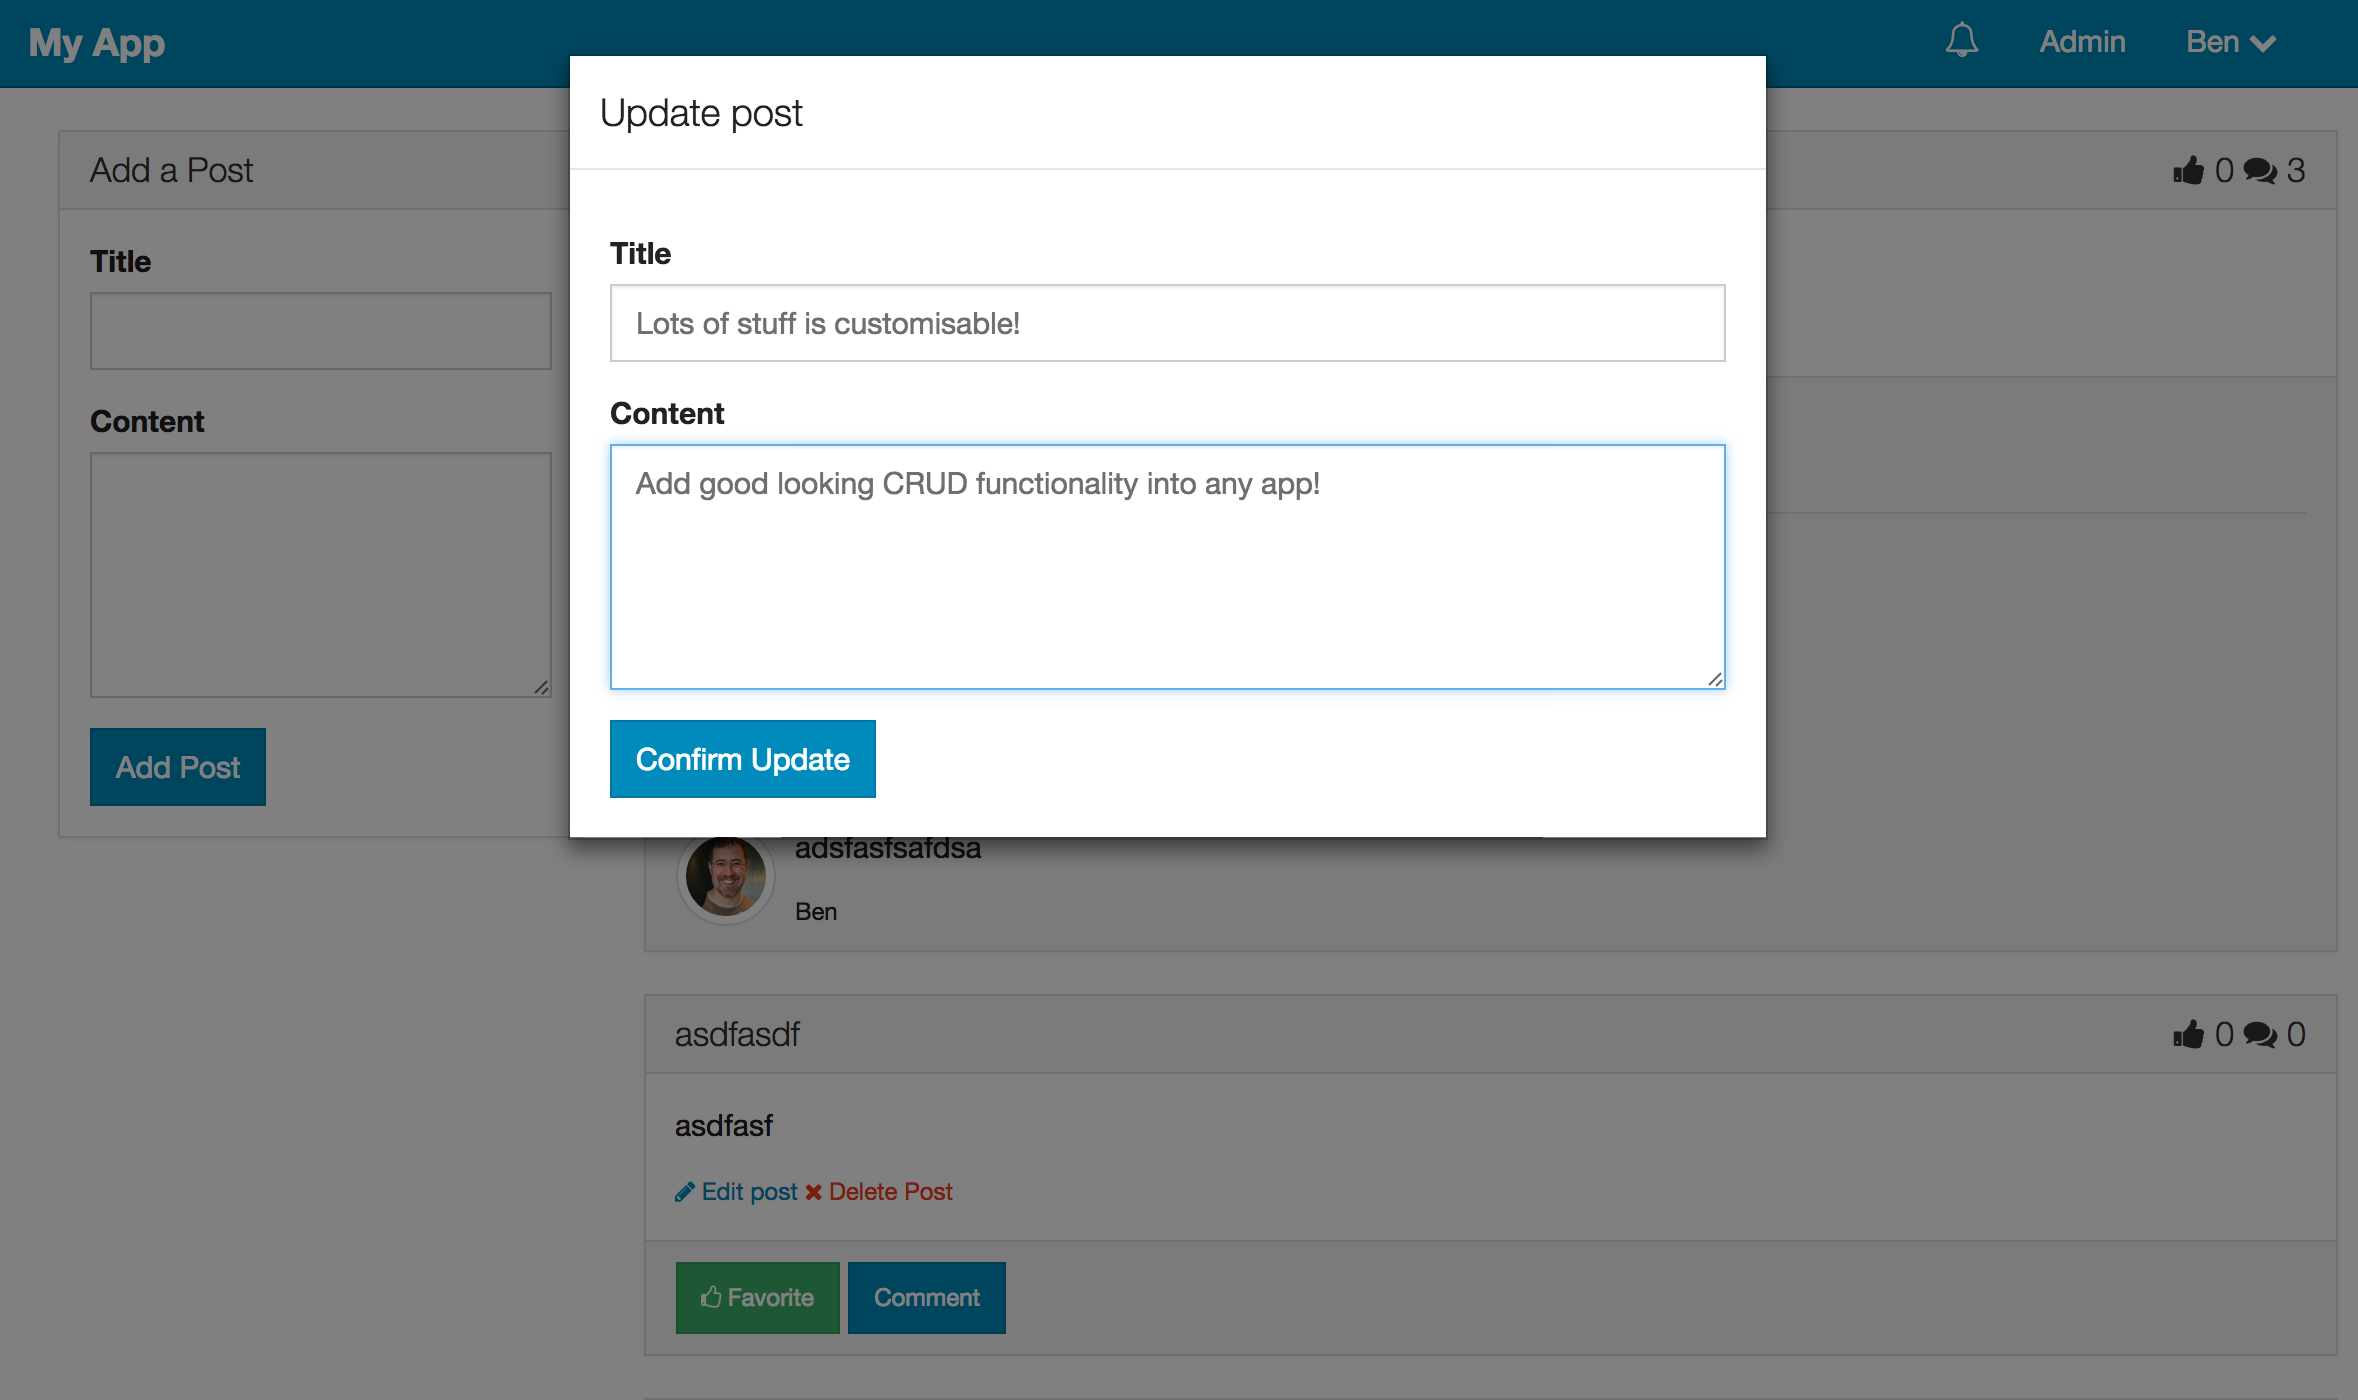 My App
Admin
Ben
Update post
Add a Post
0 3
Title
Title
Lots of stuff is customisable!
Content
Content
Add good looking CRUD functionality into any app!
Add Post
Confirm Update
adsfasfsafdsa
Ben
asdfasdf
0 0
asdfasf
Edit post Delete Post
Favorite
Comment